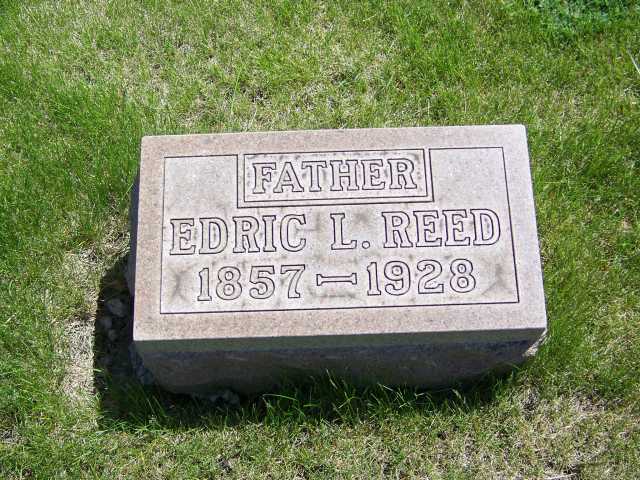 FATHER
EDRIC L. REED
1857-1928